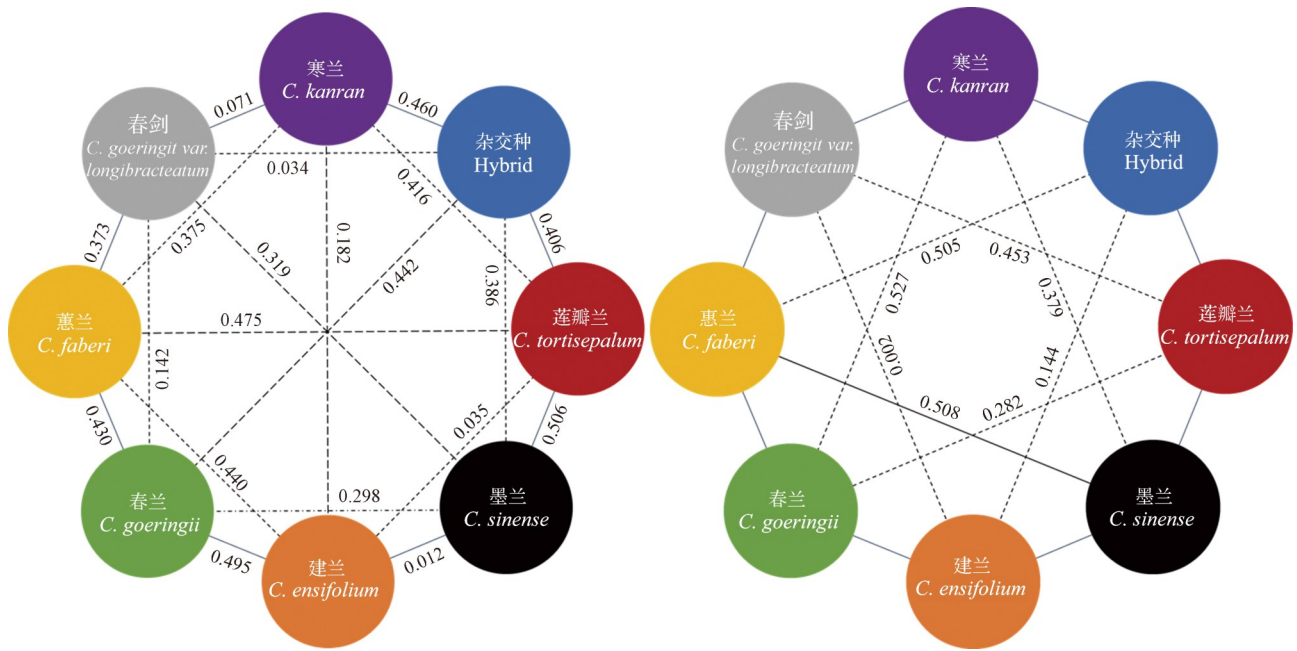 寒兰
C. kanran
0.071
0.460
春剑
C. goeringit var.
longibracteatum
杂交种
Hybrid
0.034
0.416
0.375
0.182
0.373
0.319
0.442
0.406
0.386
蕙兰
C. faberi
0.475
莲瓣兰
C. tortisepalum
0.142
0.430
0.440
0.035
0.506
春兰
C. goeringii
0.298
墨兰
C. sinense
0.495
0.012
建兰
C. ensifolium
寒兰
C. kanran
春剑
C. goeringit var.
longibracteatum
杂交种
Hybrid
0.505
0.453
0.527
0.379
惠兰
C. faberi
莲瓣兰
C. tortisepalum
0.002
0.144
0.508
0.282
春兰
C. goeringii
墨兰
C. sinense
建兰
C. ensifolium